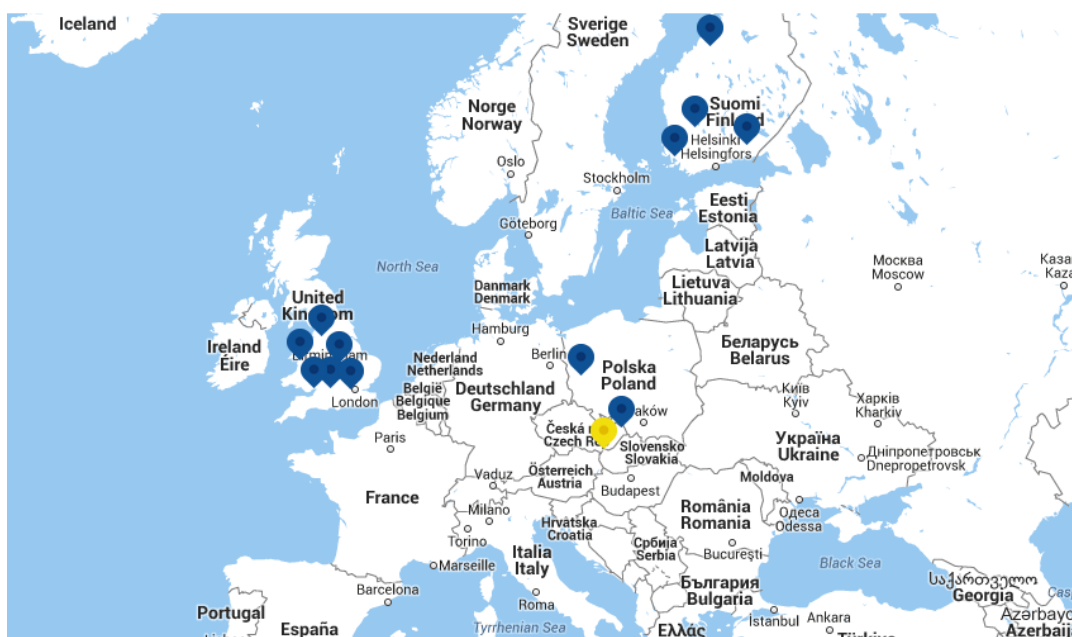 Iceland
Sverige
Sweden
Norge
Norway
Suomi
Finland
Helsinki
Helsingfors
Oslo
Stockholm
Eesti
Estonia
Baltic Sea
Göteborg
Latvija
Latvia
Москва
Moscow
North Sea
Danmark
Denmark
Lietuva
Lithuania
United
Kingdom
Ireland
Éire
Hamburg
Беларусь
Belarus
Nederland
Netherlands
Berlin
Polska
Poland
België
Belgique
Belgium
Deutschland
Germany
London
Київ
Kyiv
Харків
Kharkiv
Česká
Czech Re
Slovensko
Slovakia
Україна
Ukraine
Дніпропетровськ
Dnepropetrovsk
Paris
Österreich
Austria
Vaduz
Budapest
Moldova
France
Milano
România
Romania
Одеса
Odessa
Hrvatska
Croatia
Torino
Србија
Serbia
București
Italia
Italy
Marseille
Black Sea
Barcelona
Roma
България
Bulgaria
საქართველო
Georgia
Portugal
España
Tyrrhenian Sea
İstanbul
Ankara